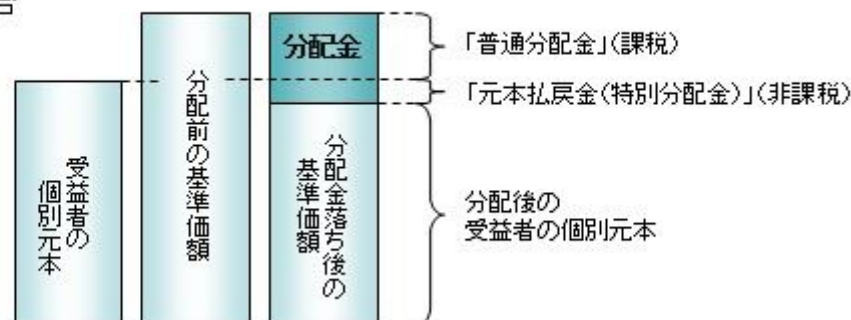 分配金
「普通分配金」(課税)
「元本払戻金(特別分配金)」(非課税)
受益者の
個別元本
分配前の基準価額
分配金落ち後の
基準価額
分配後の
受益者の個別元本